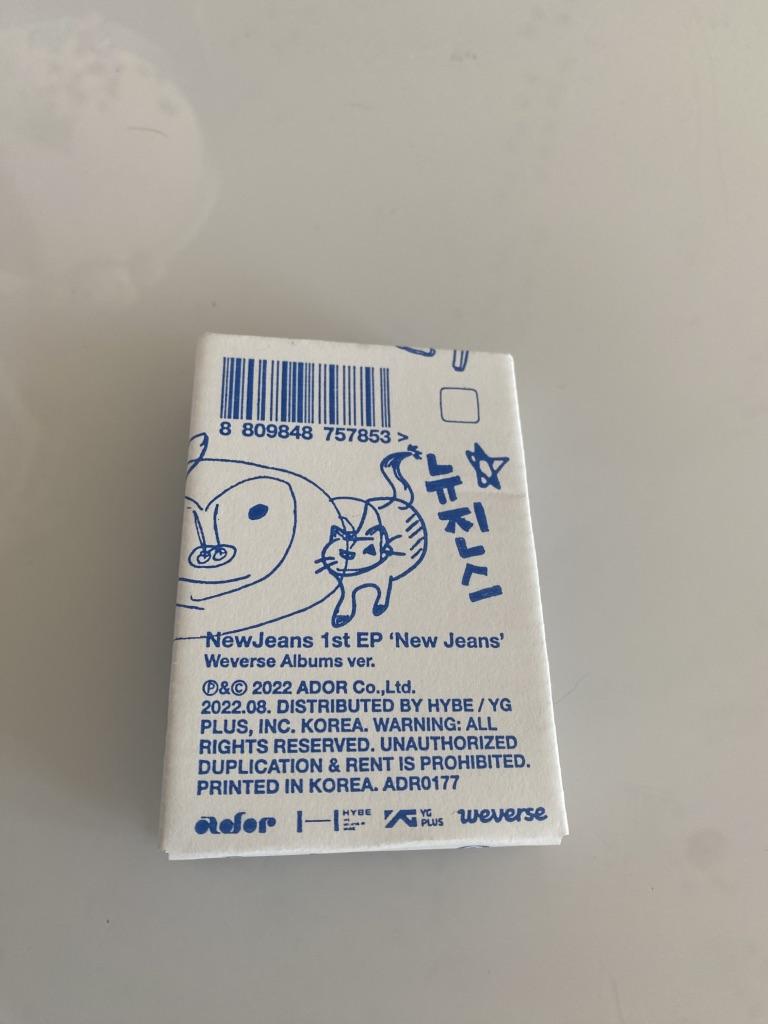 8 809848 757853 >
뉴진스
NewJeans 1st EP ‘New Jeans’
Weverse Albums ver.
Ⓟ&© 2022 ADOR Co.,Ltd.
2022.08. DISTRIBUTED BY HYBE / YG
PLUS, INC. KOREA. WARNING: ALL
RIGHTS RESERVED. UNAUTHORIZED
DUPLICATION & RENT IS PROHIBITED.
PRINTED IN KOREA. ADR0177
ador HYBE YG PLUS weverse